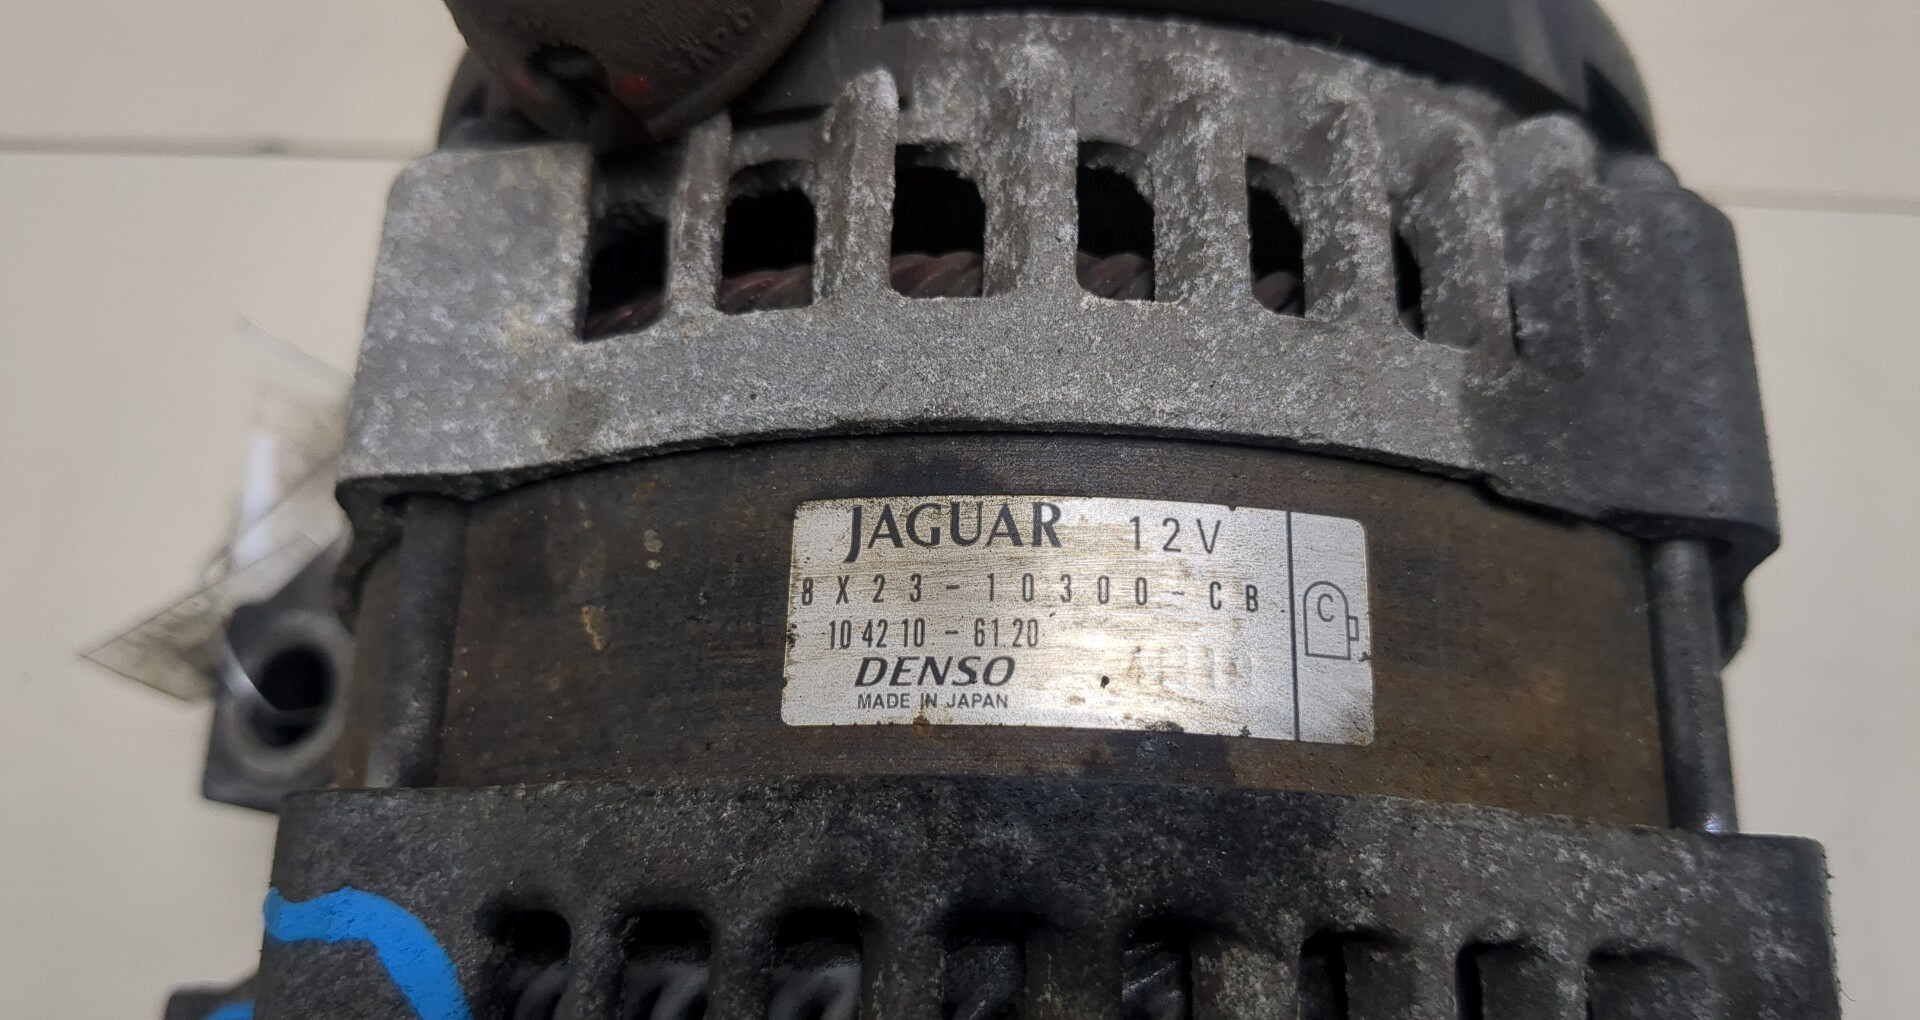 JAGUAR 12V
8X23-10300-CB
104210-6120
DENSO
MADE IN JAPAN
C